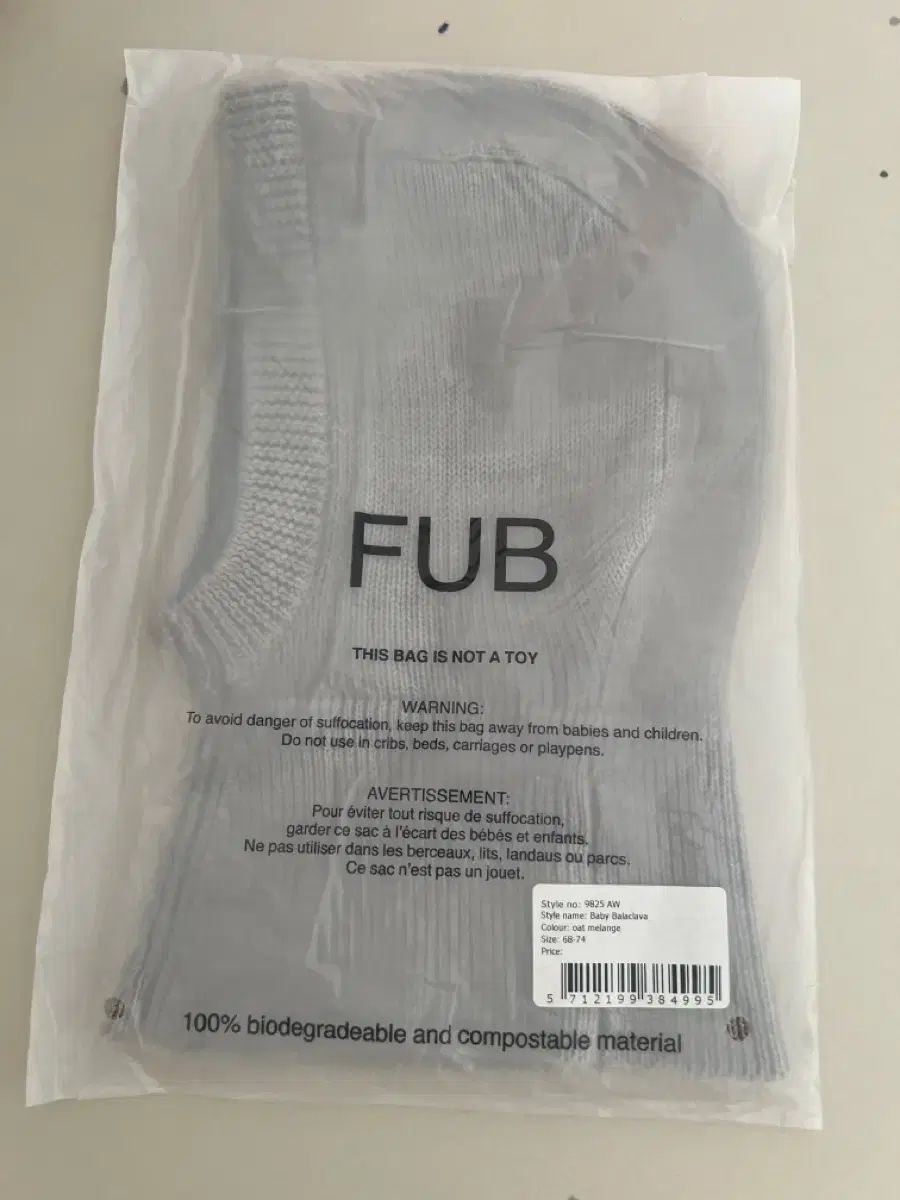 FUB
THIS BAG IS NOT A TOY
WARNING:
To avoid danger of suffocation, keep this bag away from babies and children.
Do not use in cribs, beds, carriages or playpens.
AVERTISSEMENT:
Pour éviter tout risque de suffocation,
garder ce sac à l'écart des bébés et enfants.
Ne pas utiliser dans les berceaux, lits, landaus ou parcs.
Ce sac n'est pas un jouet.
Style no: 9825 AW
Style name: Baby Balaclava
Colour: oat melange
Size: 68-74
Price:
5 712199 384995
100% biodegradeable and compostable material